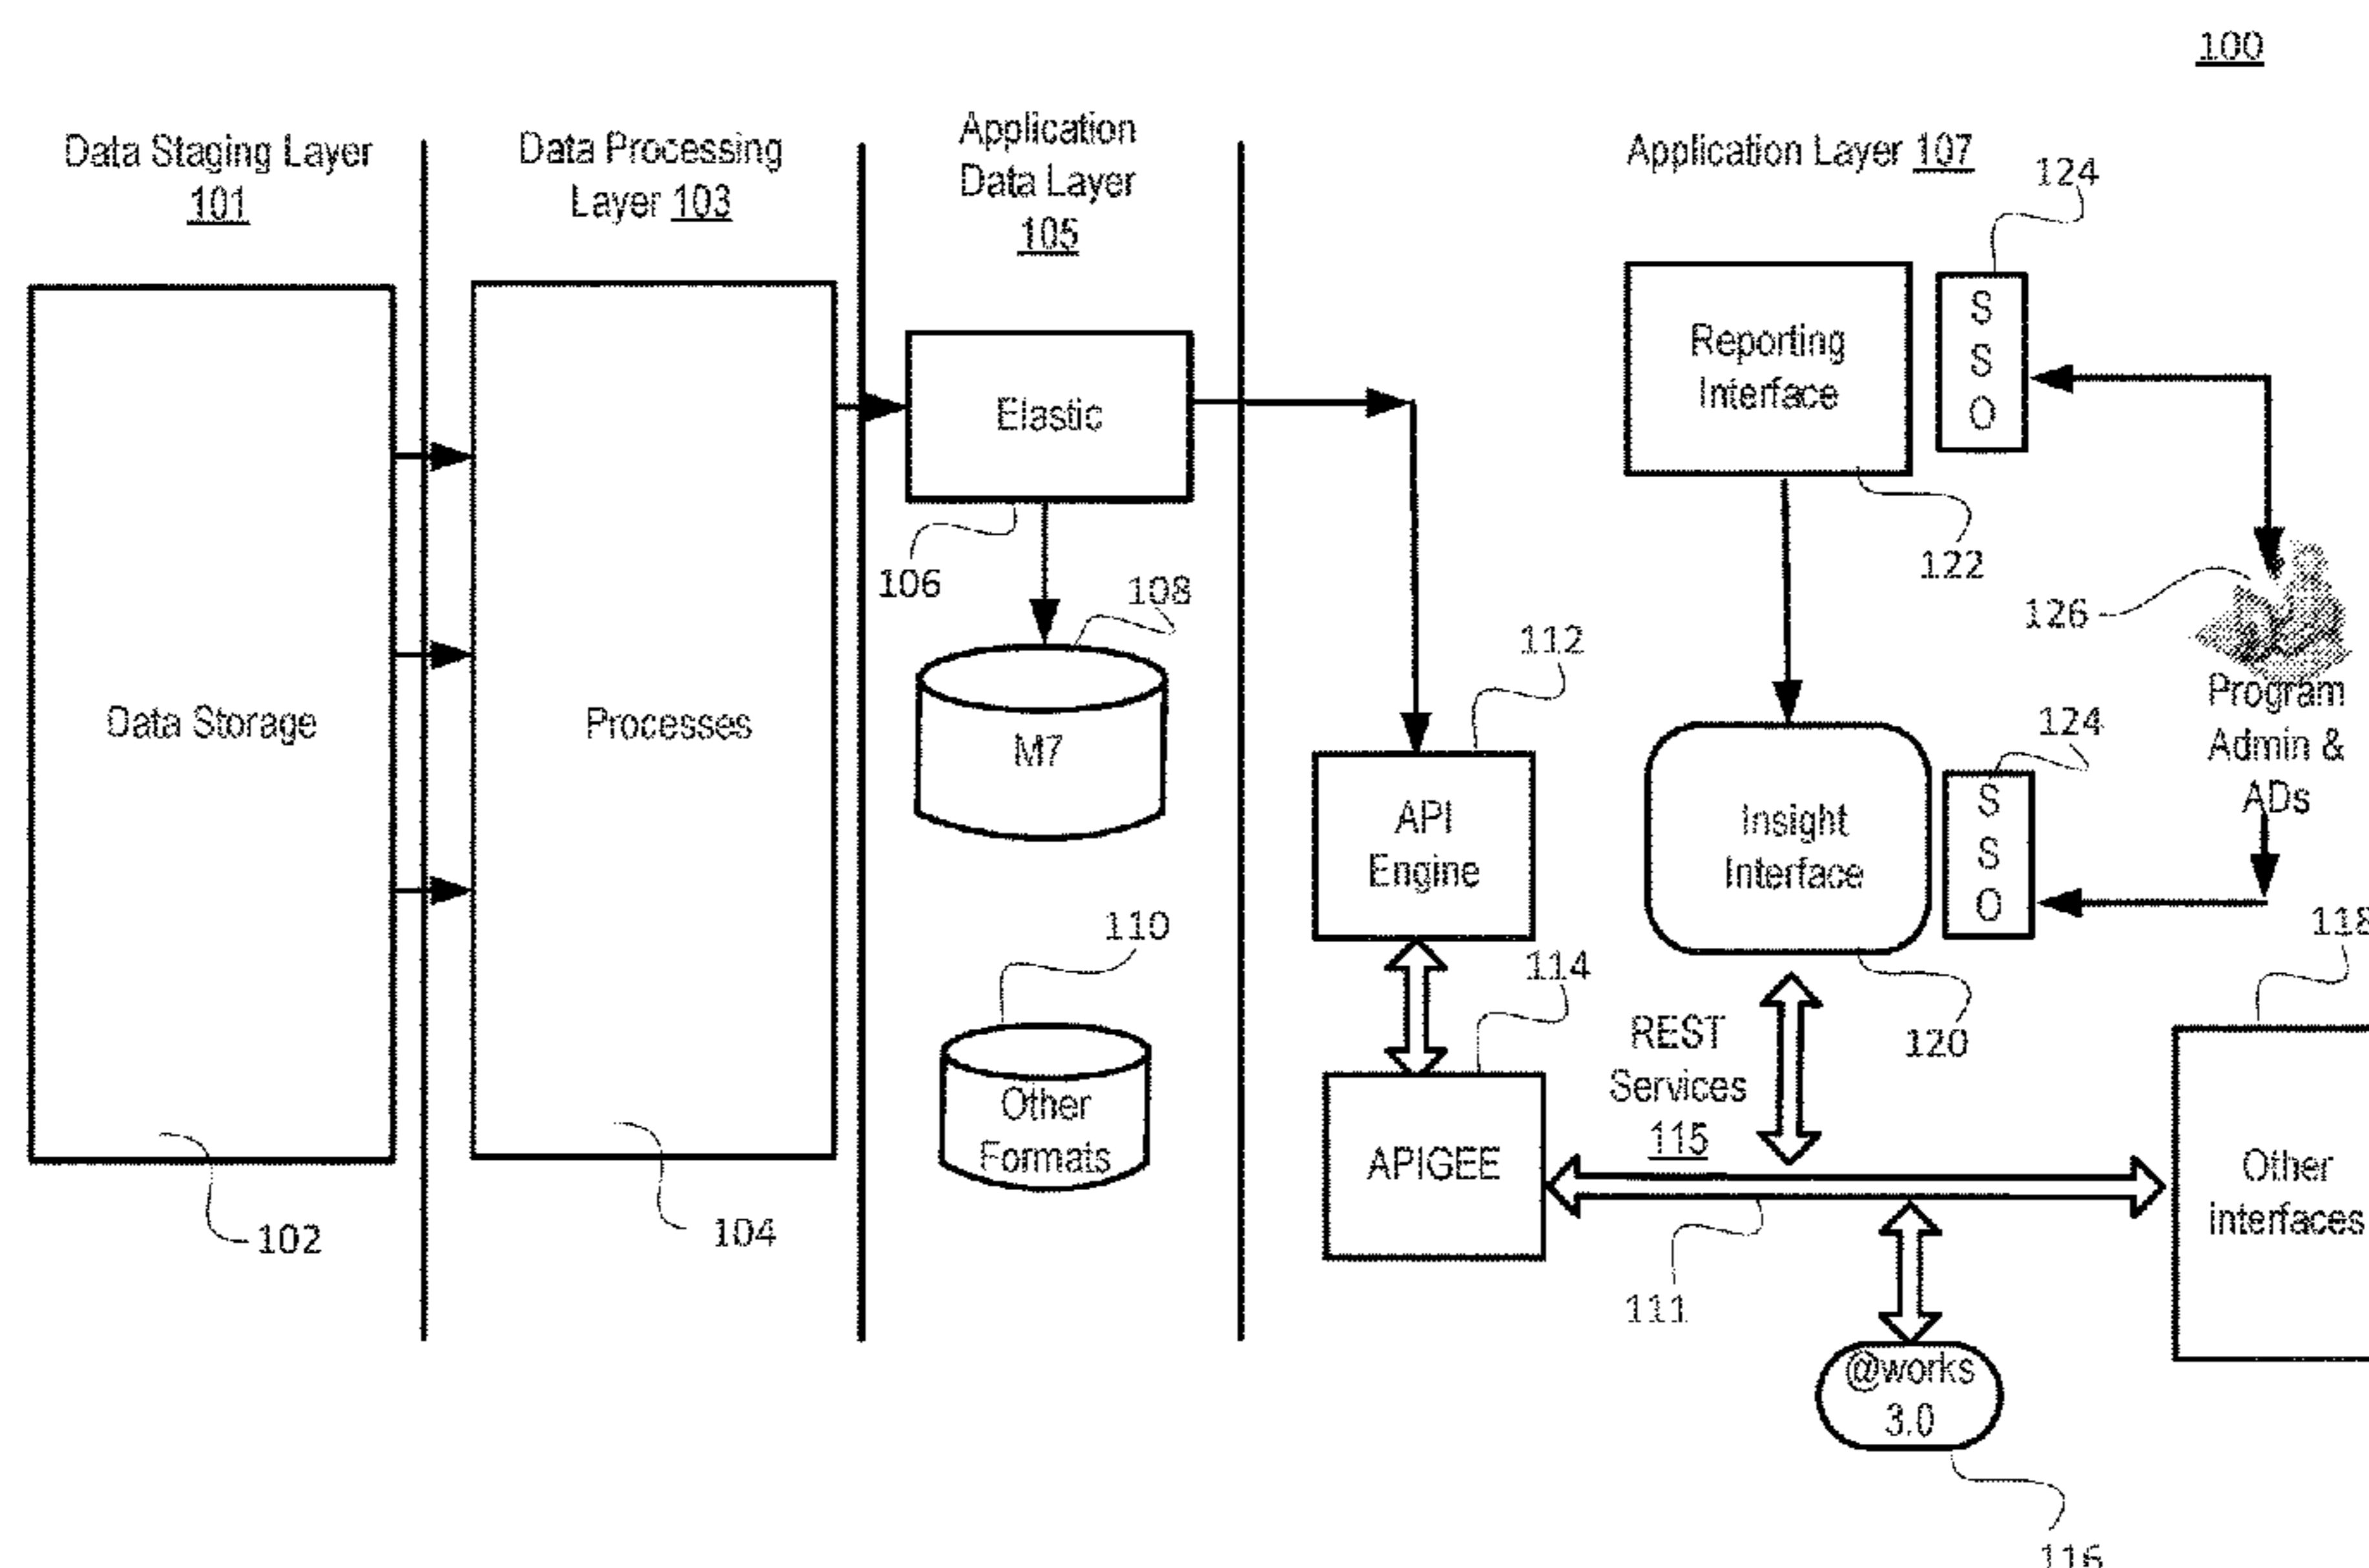 100
Data Staging Layer
101
Data Processing
Layer 103
Application
Data Layer
105
Application Layer 107
124
Data Storage
102
Processes
104
Elastic
106
108
M7
110
Other
Formats
112
API
Engine
114
APIGEE
Reporting
Interface
122
S
S
O
126
Program
Admin &
ADs
Insight
Interface
120
124
S
S
O
REST
Services
115
111
118
Other
interfaces
@works
3.0
116